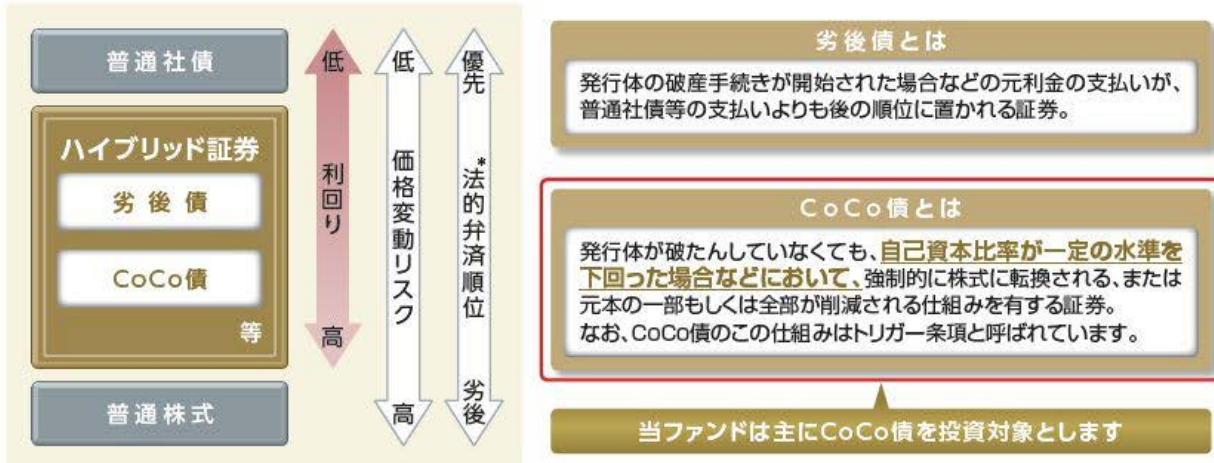 普通社債
ハイブリッド証券
劣後債
CoCo債
等
普通株式
低
利回り
高
低
価格変動リスク
高
優先
*法的弁済順位
劣後
劣後債とは
発行体の破産手続きが開始された場合などの元利金の支払いが、
普通社債等の支払いよりも後の順位に置かれる証券。
CoCo債とは
発行体が破たんしていなくても、自己資本比率が一定の水準を
下回った場合などにおいて、強制的に株式に転換される、または
元本の一部もしくは全部が削減される仕組みを有する証券。
なお、CoCo債のこの仕組みはトリガー条項と呼ばれています。
当ファンドは主にCoCo債を投資対象とします